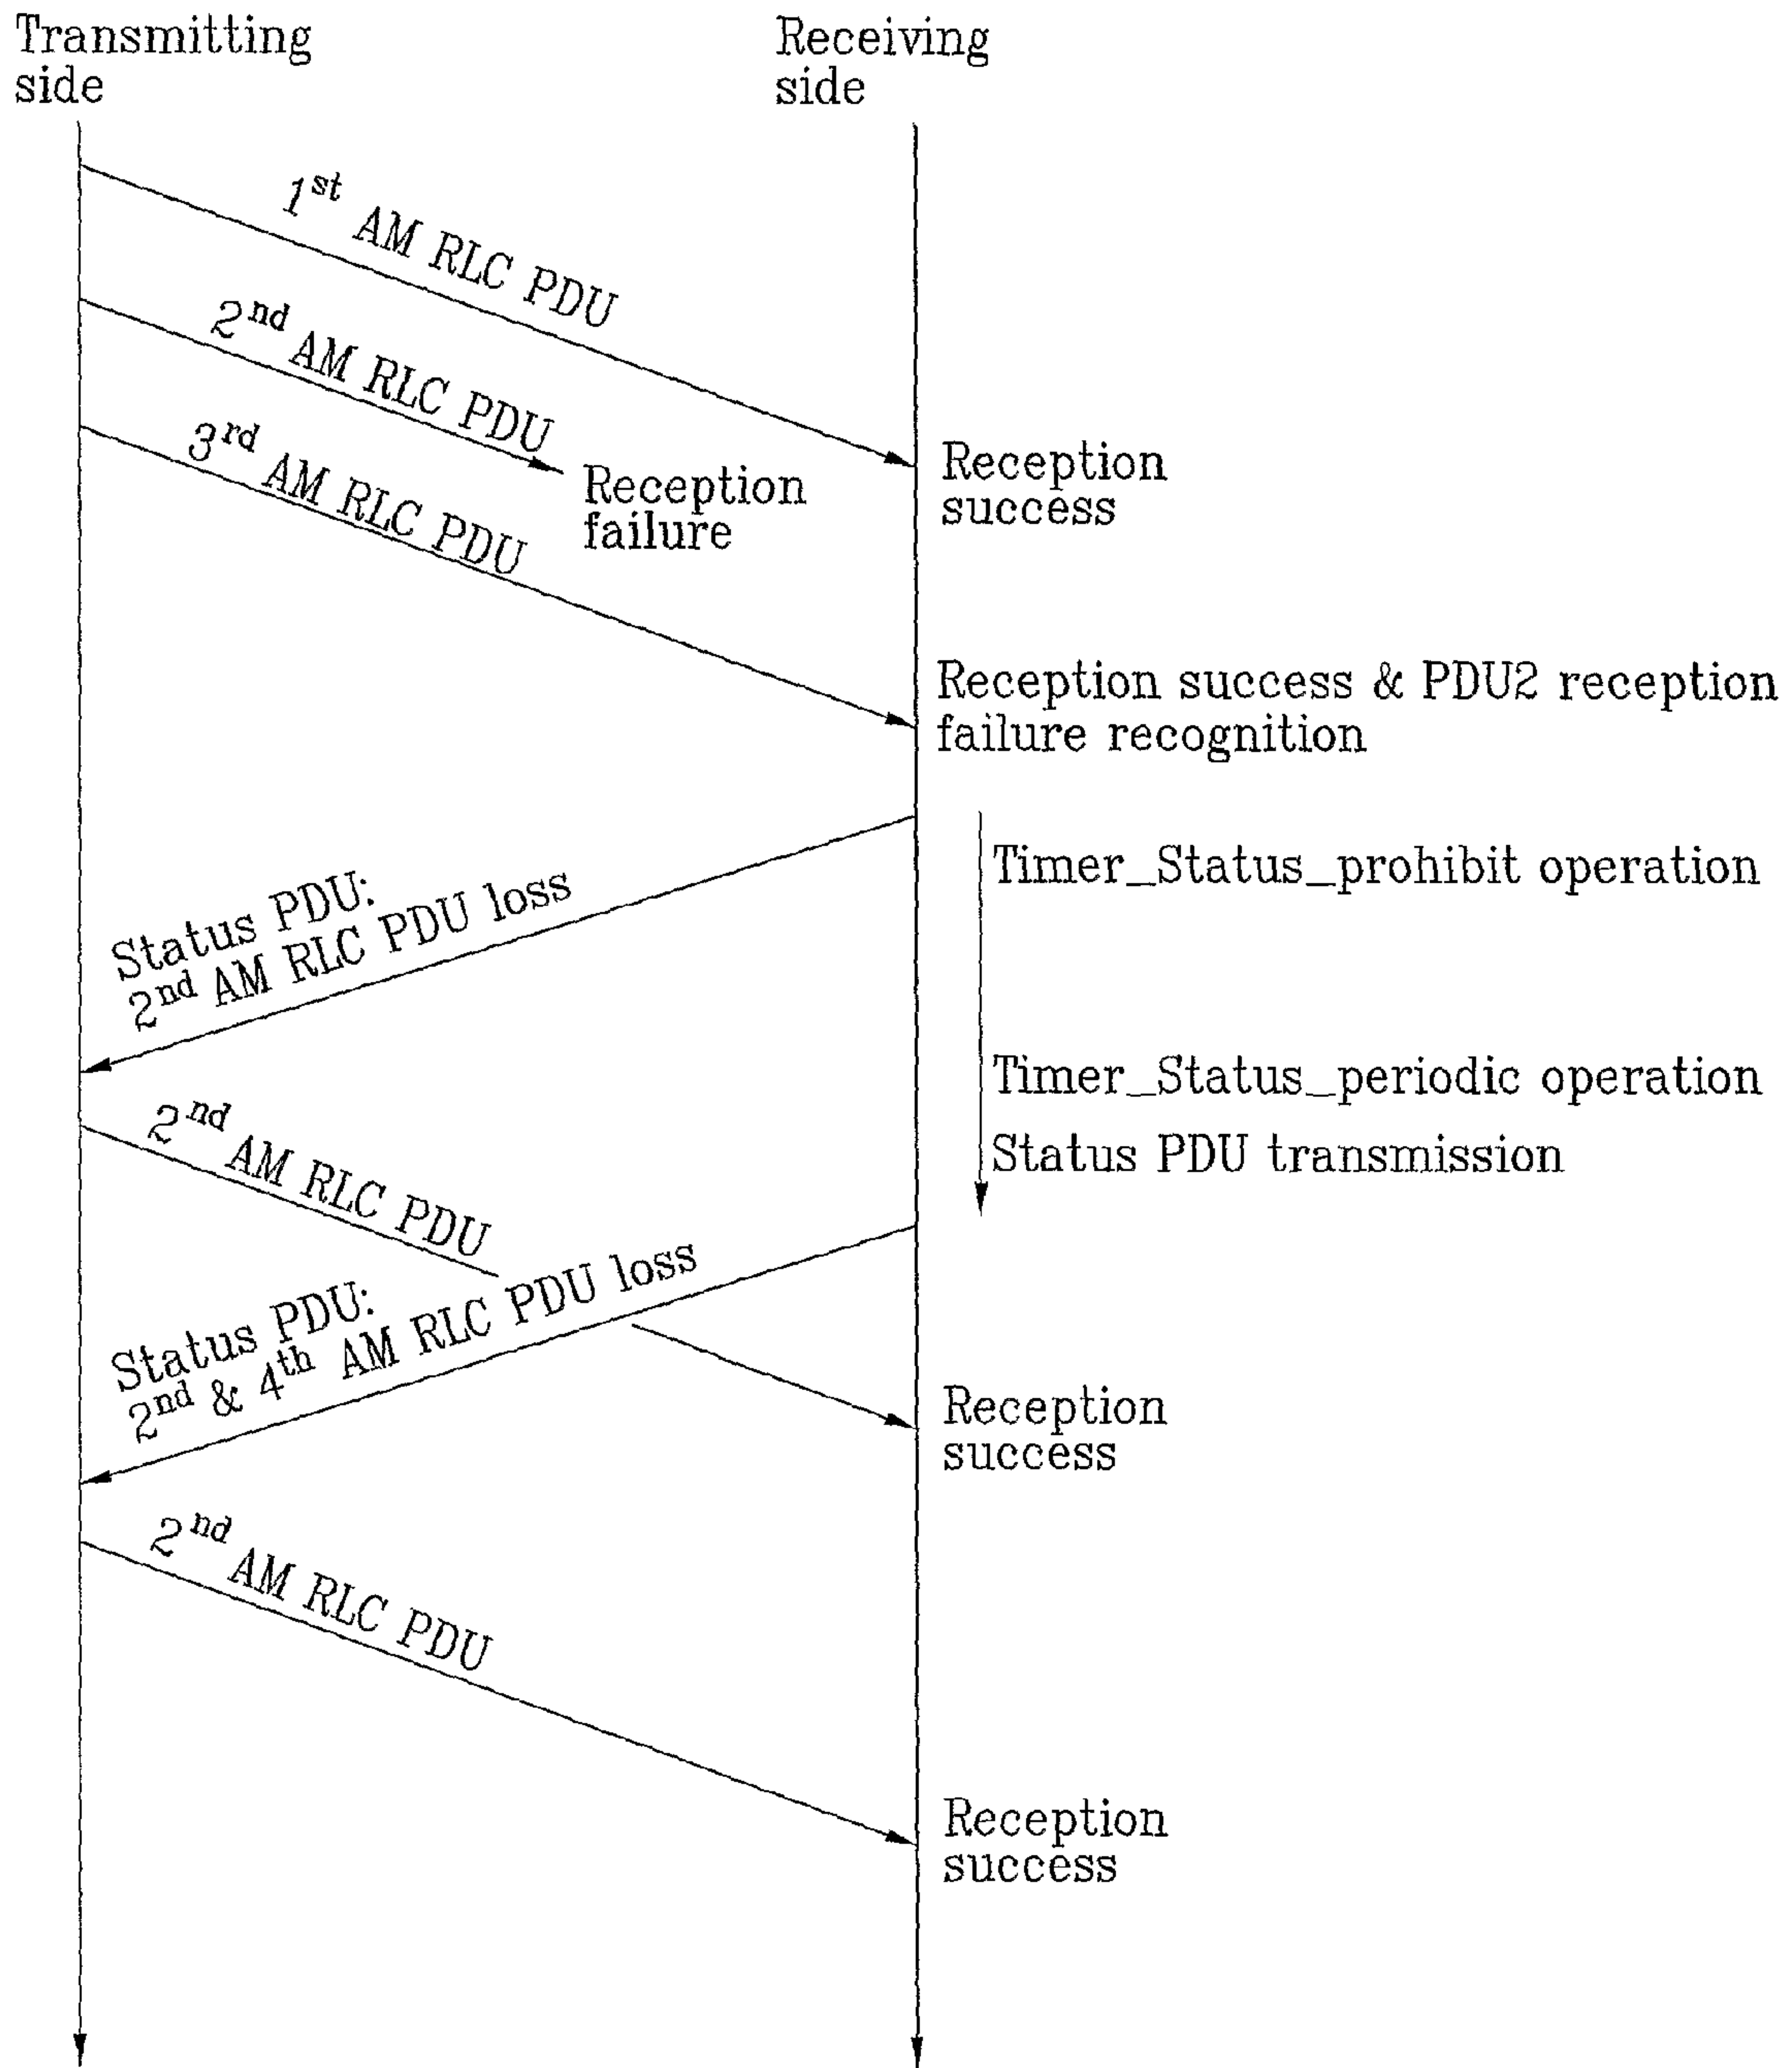 Transmitting
side
Receiving
side
1st AM RLC PDU
2nd AM RLC PDU
3rd AM RLC PDU
Reception
success
Reception
failure
Reception success & PDU2 reception
failure recognition
Timer_Status_prohibit operation
Status PDU:
2nd AM RLC PDU loss
Timer_Status_periodic operation
2nd AM RLC PDU
Status PDU transmission
Status PDU:
2nd & 4th AM RLC PDU loss
Reception
success
2nd AM RLC PDU
Reception
success